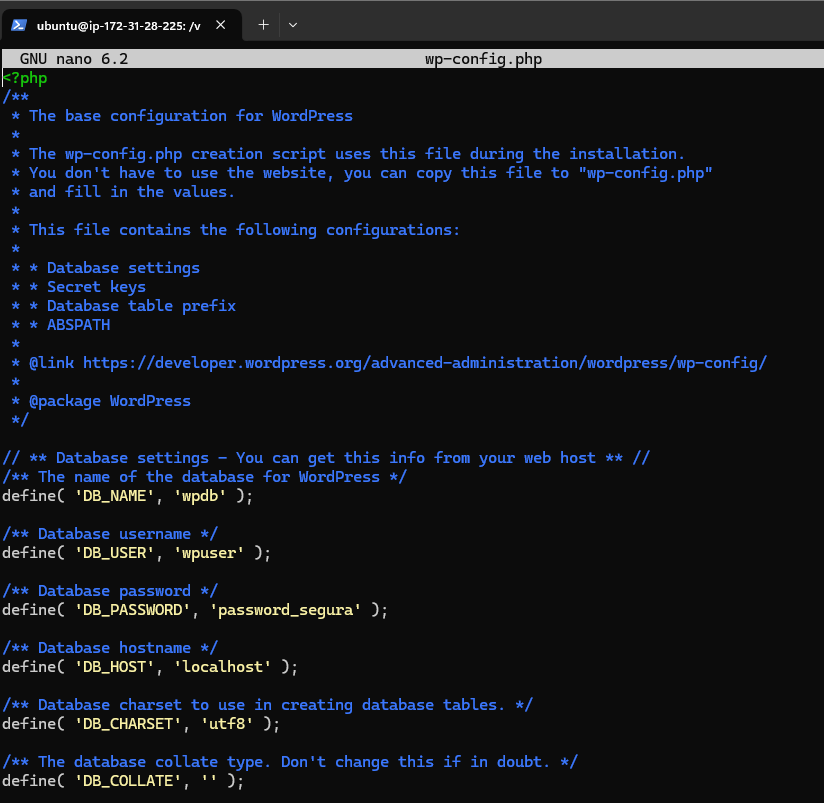 ubuntu@ip-172-31-28-225: /v
GNU nano 6.2 wp-config.php
<?php
/**
 * The base configuration for WordPress
 *
 * The wp-config.php creation script uses this file during the installation.
 * You don't have to use the website, you can copy this file to "wp-config.php"
 * and fill in the values.
 *
 * This file contains the following configurations:
 *
 * * Database settings
 * * Secret keys
 * * Database table prefix
 * * ABSPATH
 *
 * @link https://developer.wordpress.org/advanced-administration/wordpress/wp-config/
 *
 * @package WordPress
 */

// ** Database settings - You can get this info from your web host ** //
/** The name of the database for WordPress */
define( 'DB_NAME', 'wpdb' );

/** Database username */
define( 'DB_USER', 'wpuser' );

/** Database password */
define( 'DB_PASSWORD', 'password_segura' );

/** Database hostname */
define( 'DB_HOST', 'localhost' );

/** Database charset to use in creating database tables. */
define( 'DB_CHARSET', 'utf8' );

/** The database collate type. Don't change this if in doubt. */
define( 'DB_COLLATE', '' );